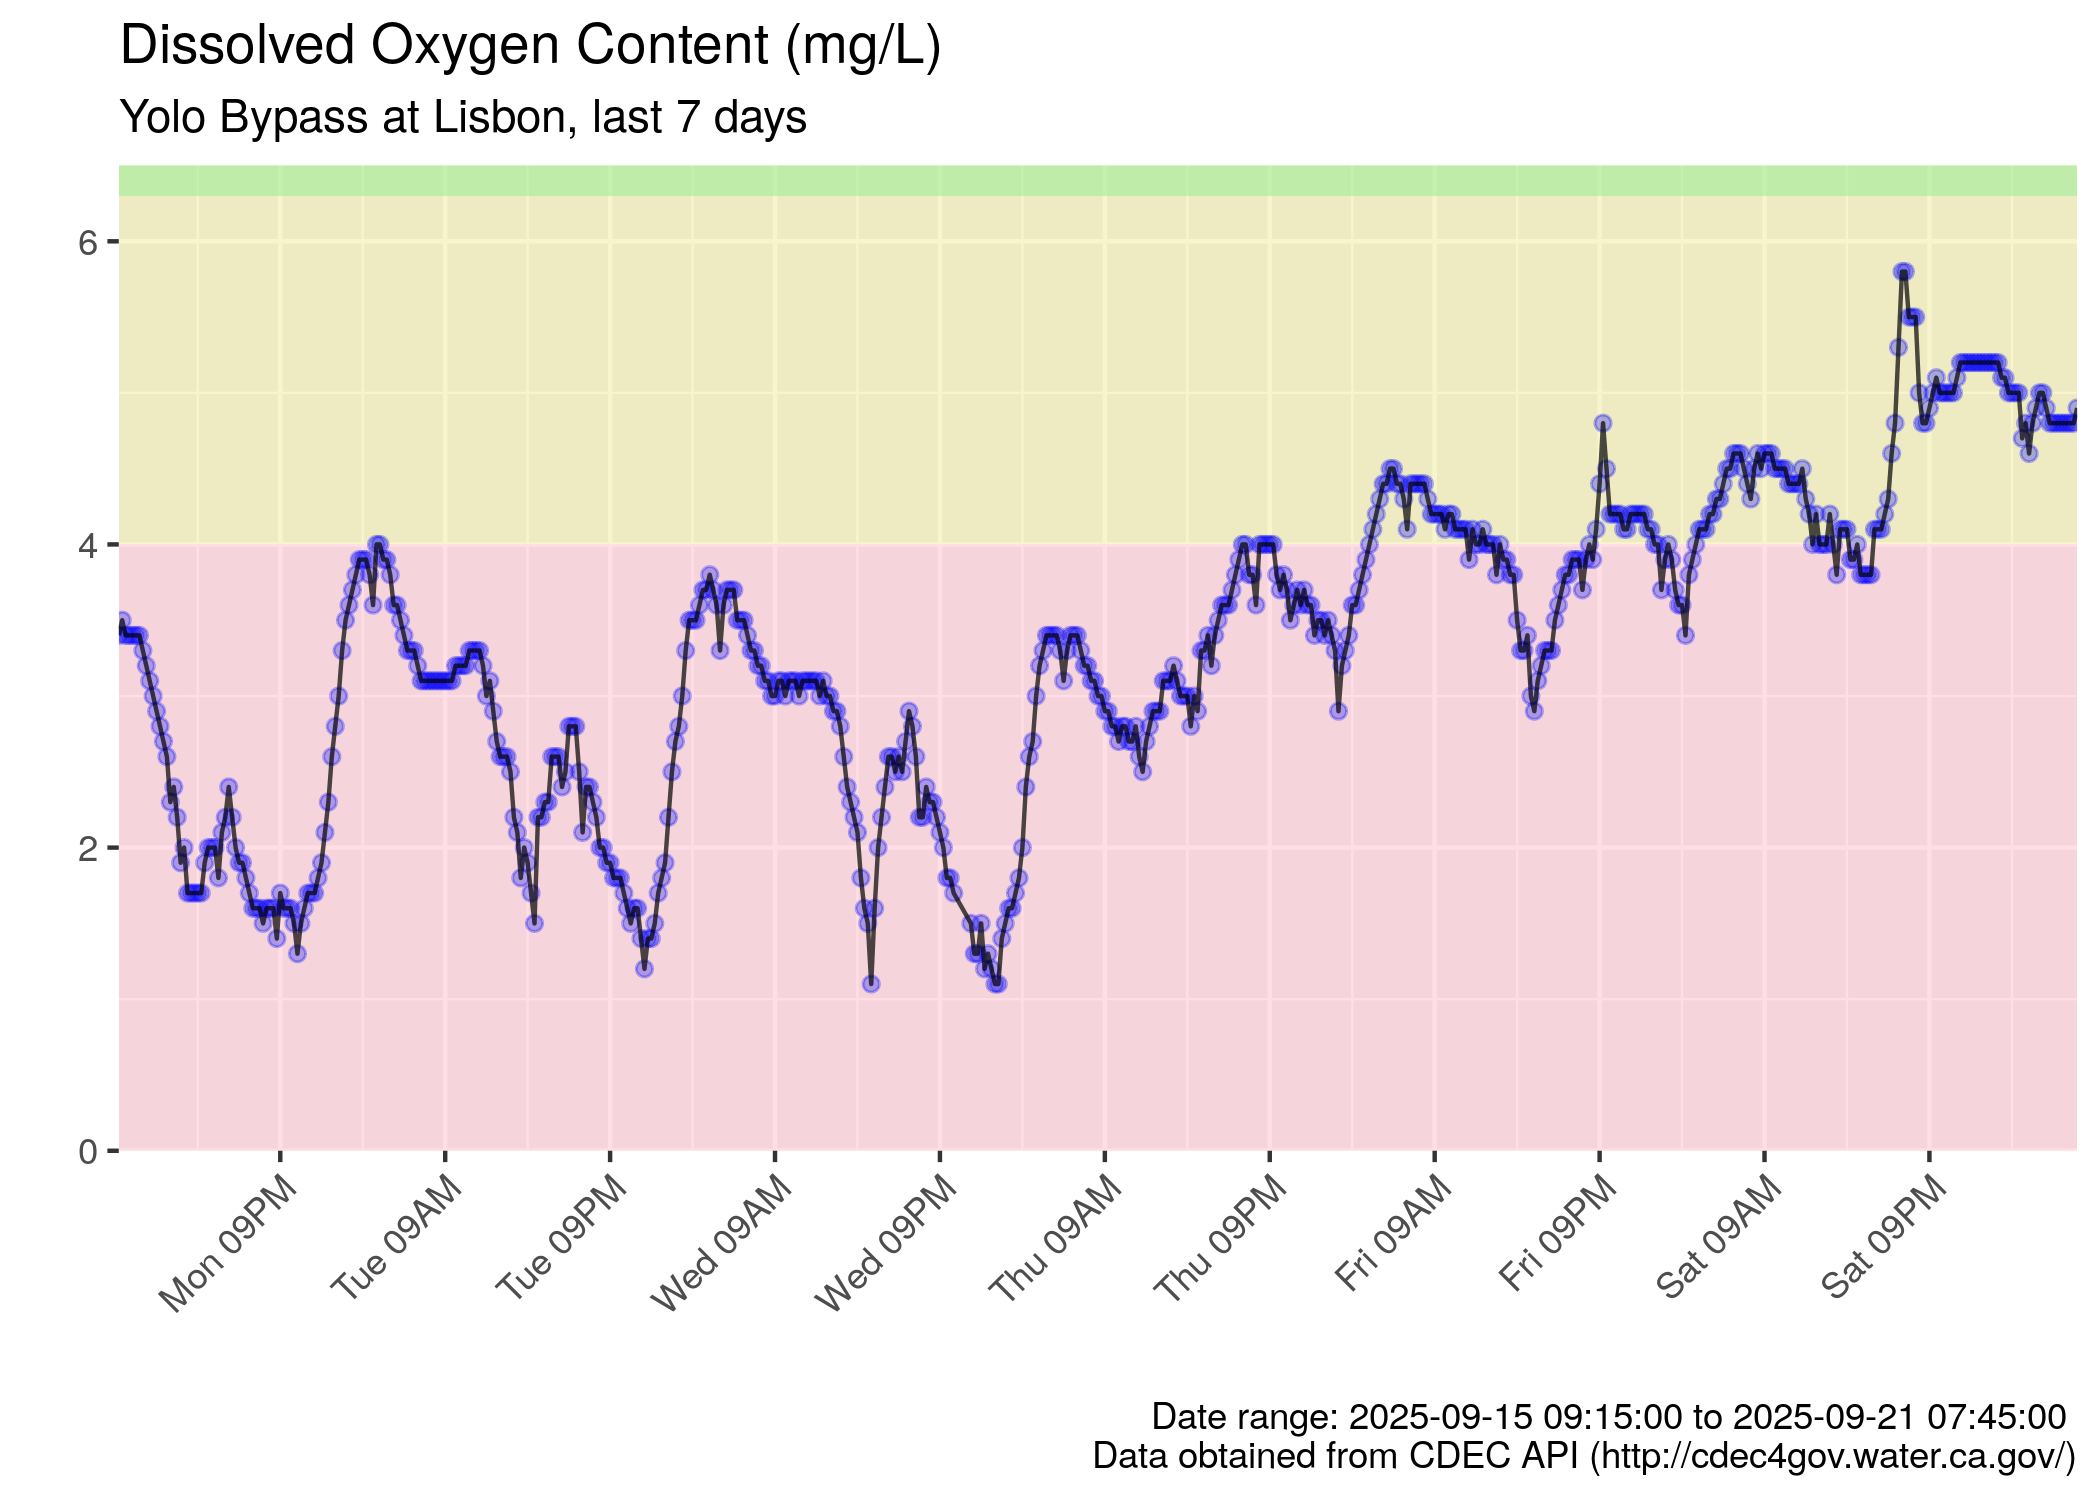 Dissolved Oxygen Content (mg/L)
Yolo Bypass at Lisbon, last 7 days
6
4
2
0
Mon 09PM
Tue 09AM
Tue 09PM
Wed 09AM
Wed 09PM
Thu 09AM
Thu 09PM
Fri 09AM
Fri 09PM
Sat 09AM
Sat 09PM
Date range: 2025-09-15 09:15:00 to 2025-09-21 07:45:00
Data obtained from CDEC API (http://cdec4gov.water.ca.gov/)